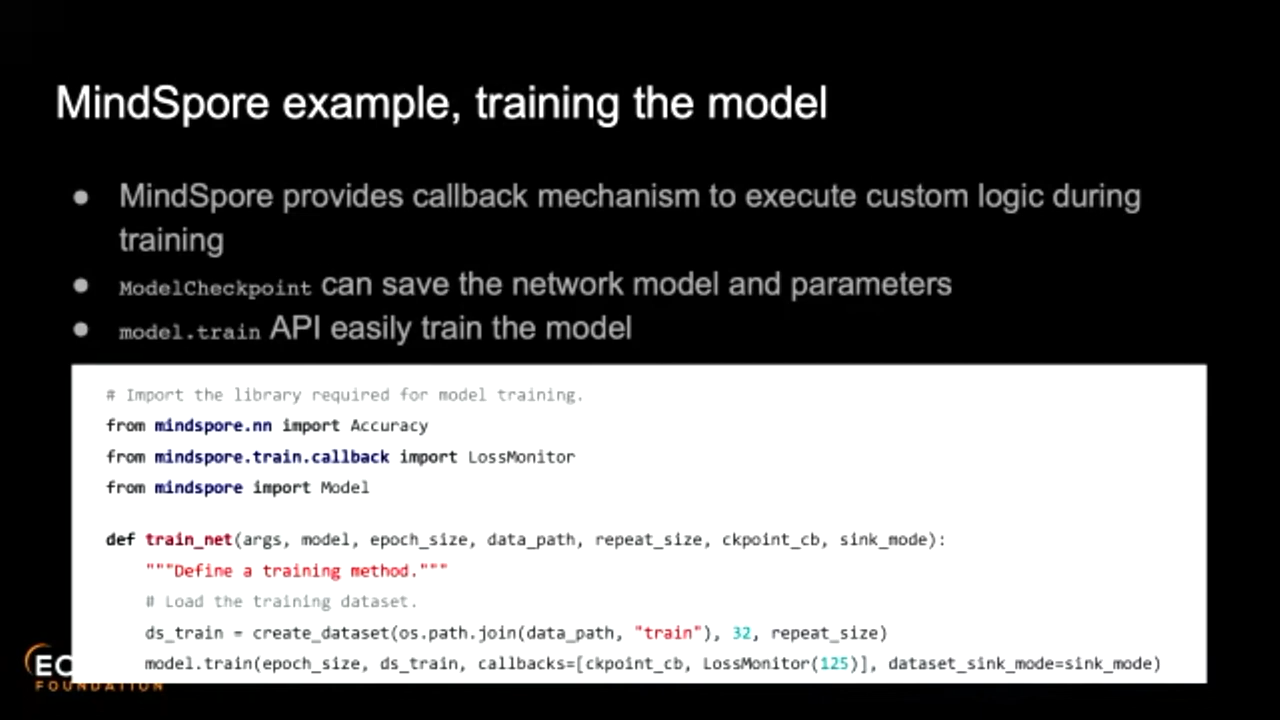 MindSpore example, training the model
● MindSpore provides callback mechanism to execute custom logic during
training
● ModelCheckpoint can save the network model and parameters
● model.train API easily train the model
# Import the library required for model training.
from mindspore.nn import Accuracy
from mindspore.train.callback import LossMonitor
from mindspore import Model
def train_net(args, model, epoch_size, data_path, repeat_size, ckpoint_cb, sink_mode):
"""Define a training method."""
# Load the training dataset.
ds_train = create_dataset(os.path.join(data_path, "train"), 32, repeat_size)
model.train(epoch_size, ds_train, callbacks=[ckpoint_cb, LossMonitor(125)], dataset_sink_mode=sink_mode)
EC
FOUNDATION